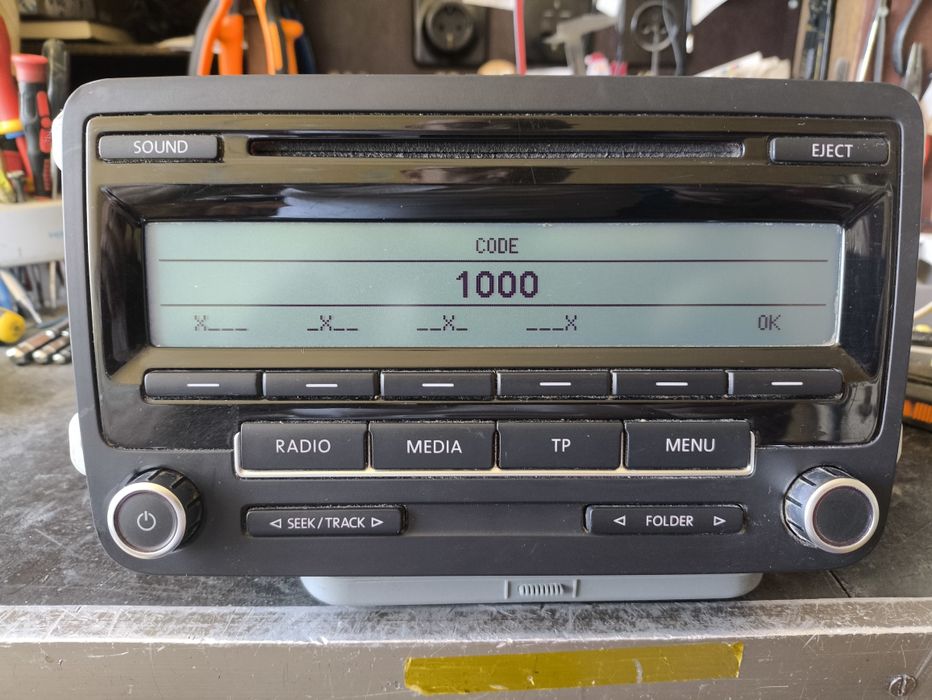 SOUND
EJECT
CODE
1000
X___ _X__ __X_ ___X OK
RADIO MEDIA TP MENU
◁ SEEK/TRACK ▷ ◁ FOLDER ▷